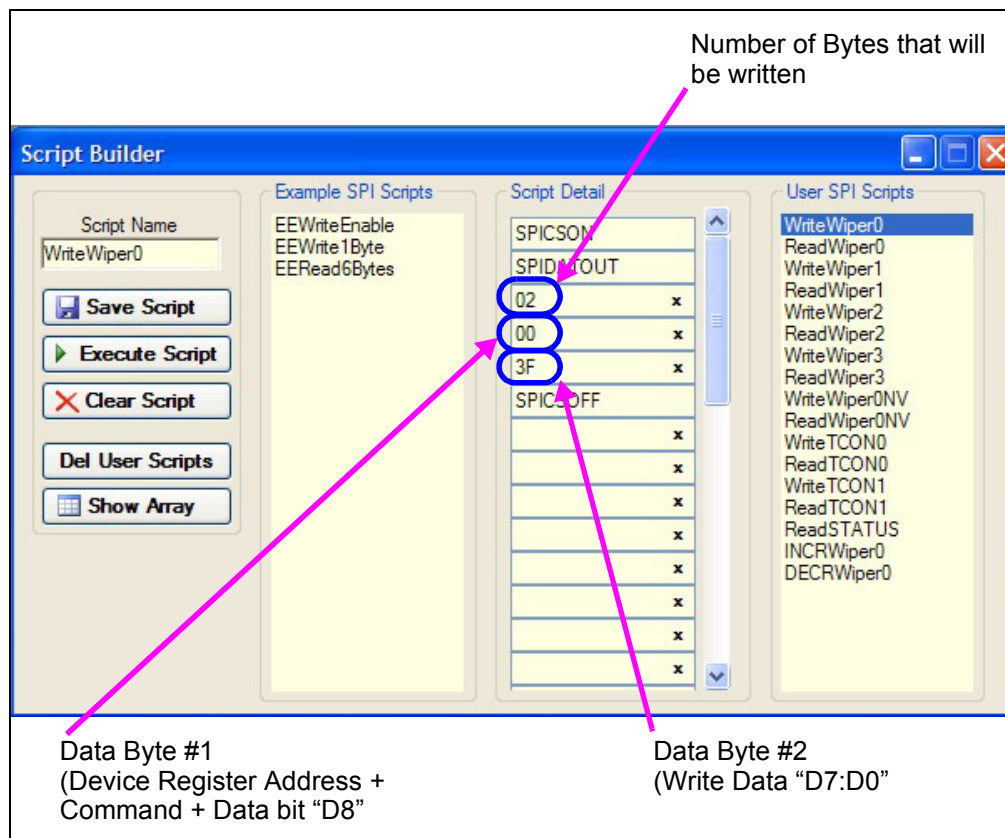 Number of Bytes that will
be written
Script Builder
Script Name
WriteWiper0
Save Script
Execute Script
Clear Script
Del User Scripts
Show Array
Example SPI Scripts
EEWriteEnable
EEWrite1Byte
EERead6Bytes
Script Detail
SPICSON
SPIDATOUT
02 x
00 x
3F x
SPICSOFF
x
x
x
x
x
x
x
x
User SPI Scripts
WriteWiper0
ReadWiper0
WriteWiper1
ReadWiper1
WriteWiper2
ReadWiper2
WriteWiper3
ReadWiper3
WriteWiper0NV
ReadWiper0NV
WriteTCON0
ReadTCON0
WriteTCON1
ReadTCON1
ReadSTATUS
INCRWiper0
DECRWiper0
Data Byte #1
(Device Register Address +
Command + Data bit “D8”
Data Byte #2
(Write Data “D7:D0”